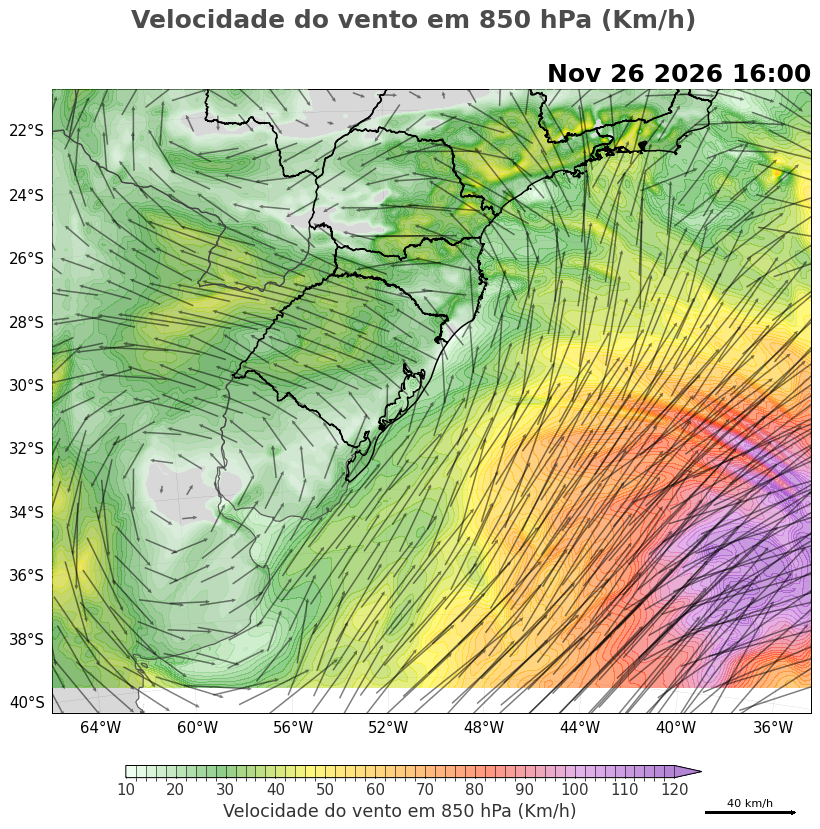 Velocidade do vento em 850 hPa (Km/h)
Nov 26 2026 16:00
22°S
24°S
26°S
28°S
30°S
32°S
34°S
36°S
38°S
40°S
64°W 60°W 56°W 52°W 48°W 44°W 40°W 36°W
10 20 30 40 50 60 70 80 90 100 110 120
Velocidade do vento em 850 hPa (Km/h)
40 km/h